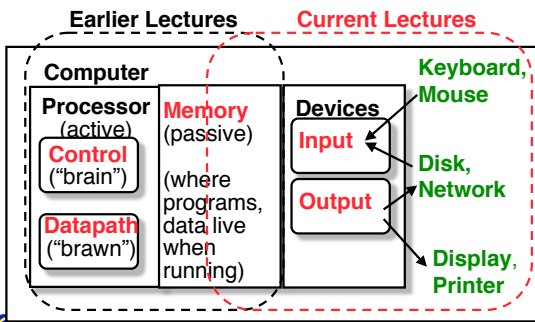 Earlier Lectures
Current Lectures
Computer
Processor
(active)
Control
(“brain”)
Datapath
(“brawn”)
Memory
(passive)
(where
programs,
data live
when
running)
Devices
Input
Output
Keyboard,
Mouse
Disk,
Network
Display,
Printer